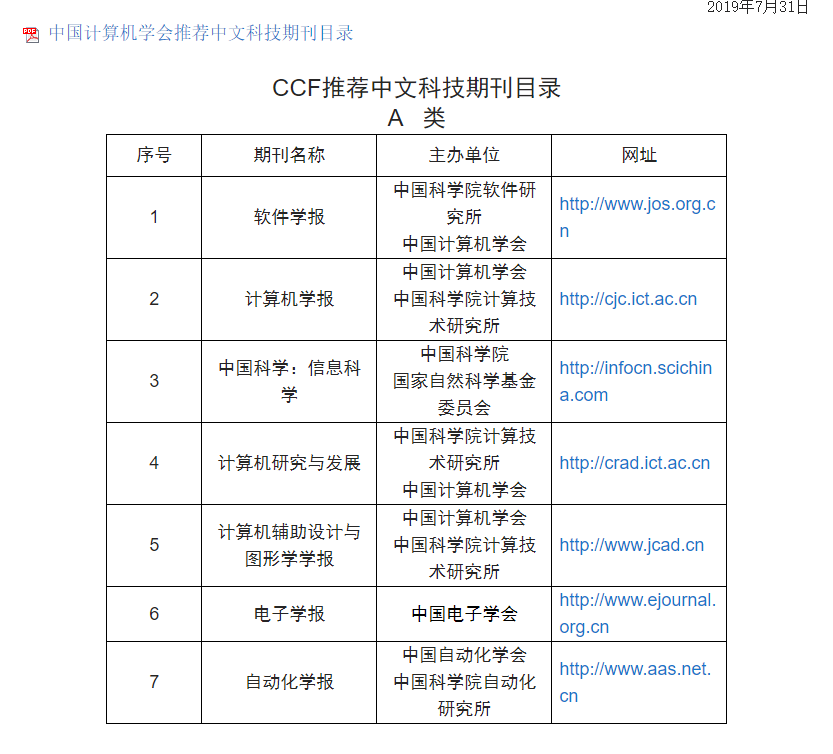 2019年7月31日
中国计算机学会推荐中文科技期刊目录
CCF推荐中文科技期刊目录
A 类
序号 期刊名称 主办单位 网址
1
软件学报
中国科学院软件研
究所
中国计算机学会
http://www.jos.org.c
n
2
计算机学报
中国计算机学会
中国科学院计算技
术研究所
http://cjc.ict.ac.cn
3
中国科学：信息科
学
中国科学院
国家自然科学基金
委员会
http://infocn.scichin
a.com
4
计算机研究与发展
中国科学院计算技
术研究所
中国计算机学会
http://crad.ict.ac.cn
5
计算机辅助设计与
图形学学报
中国计算机学会
中国科学院计算技
术研究所
http://www.jcad.cn
6
电子学报
中国电子学会
http://www.ejournal.
org.cn
7
自动化学报
中国自动化学会
中国科学院自动化
研究所
http://www.aas.net.
cn